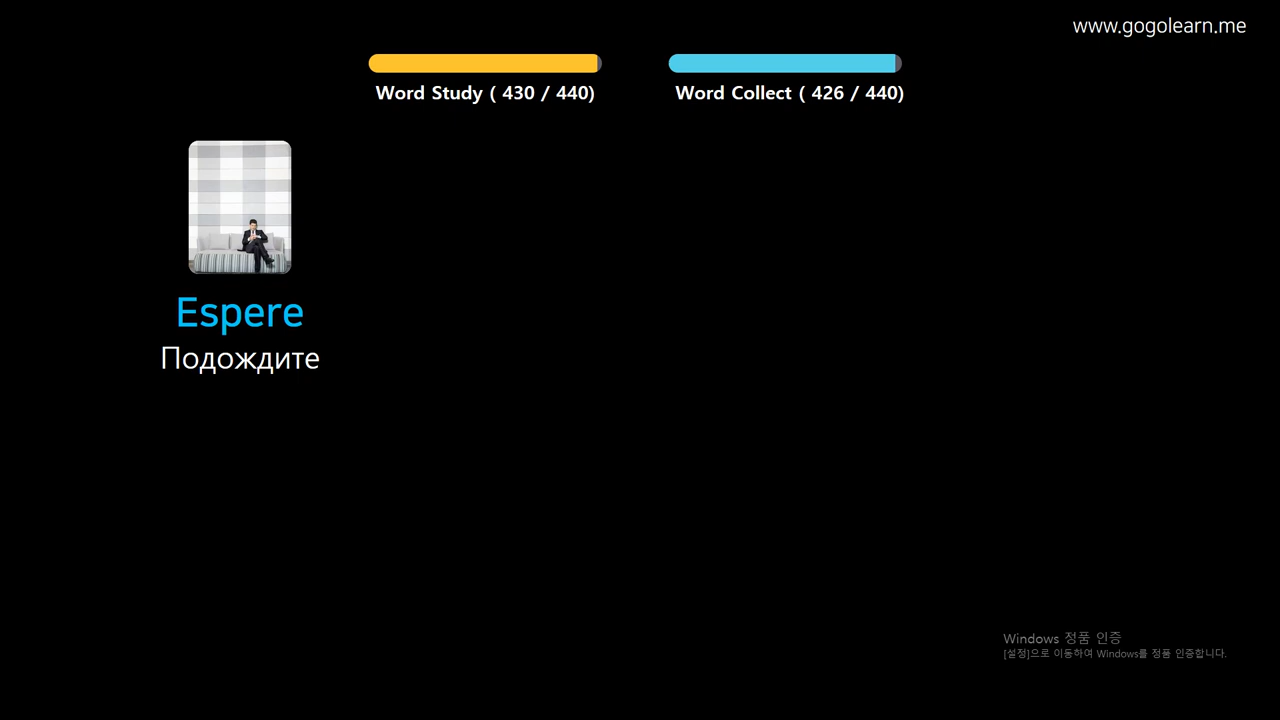 www.gogolearn.me
Word Study ( 430 / 440)
Word Collect ( 426 / 440)
Espere
Подождите
Windows 정품 인증
[설정]으로 이동하여 Windows를 정품 인증합니다.